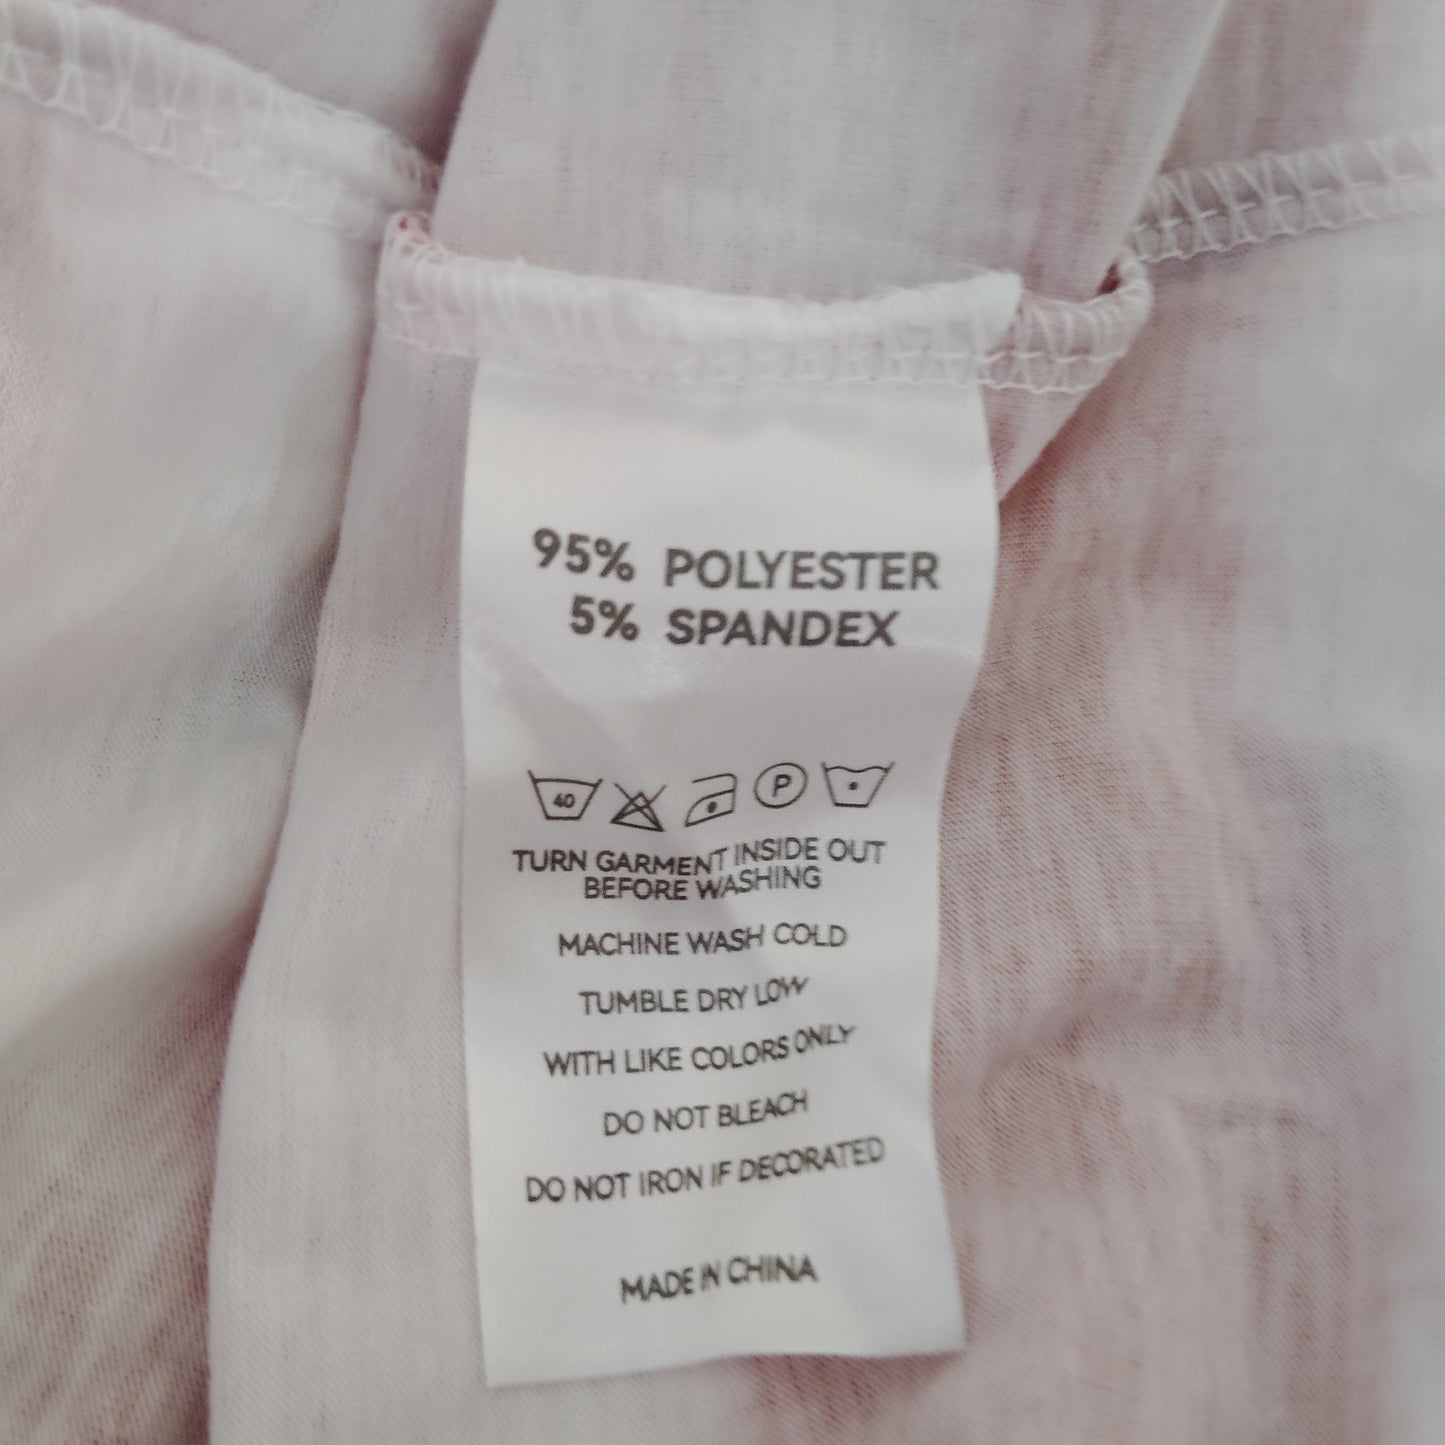 95% POLYESTER
5% SPANDEX
40 P
TURN GARMENT INSIDE OUT
BEFORE WASHING
MACHINE WASH COLD
TUMBLE DRY LOW
WITH LIKE COLORS ONLY
DO NOT BLEACH
DO NOT IRON IF DECORATED
MADE IN CHINA